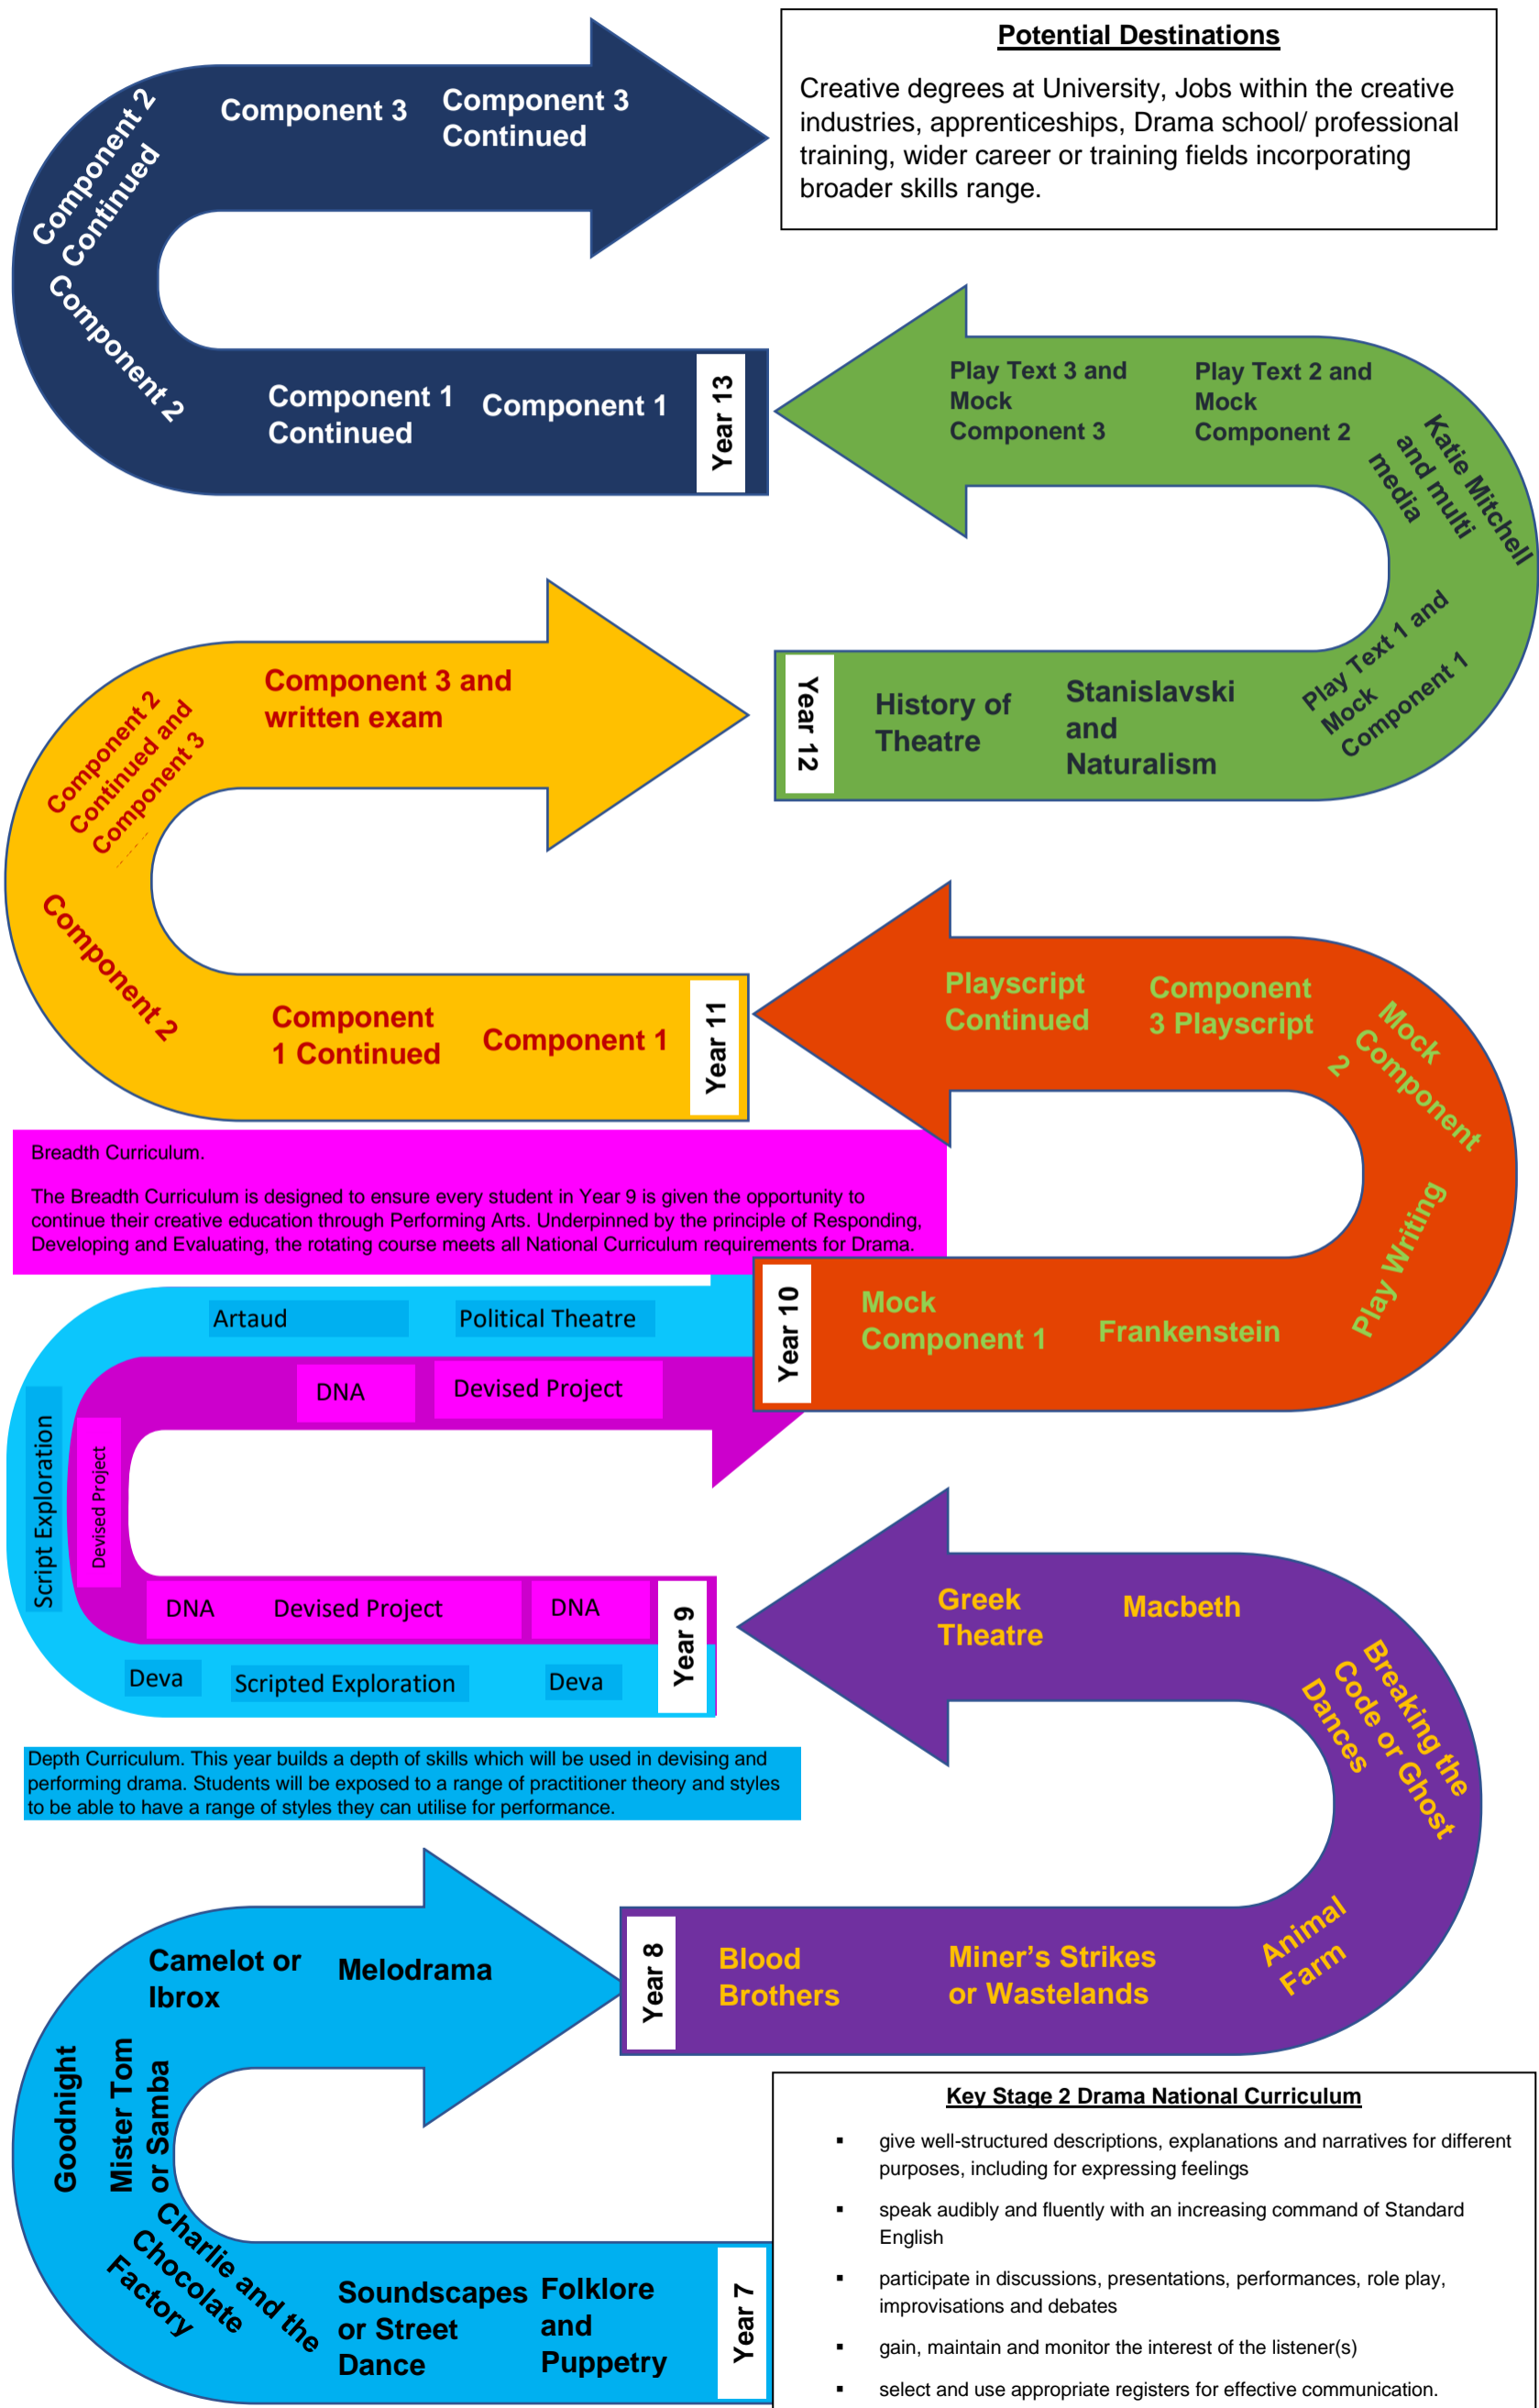 Potential Destinations
Creative degrees at University, Jobs within the creative
industries, apprenticeships, Drama school/ professional
training, wider career or training fields incorporating
broader skills range.
Component 3
Component 3
Continued
Component 2
Continued
Component 2
Component 1
Continued
Component 1
Year 13
Play Text 3 and
Mock
Component 3
Play Text 2 and
Mock
Component 2
Katie Mitchell
and multi
media
Play Text 1 and
Mock
Component 1
Stanislavski
and
Naturalism
History of
Theatre
Year 12
Component 3 and
written exam
Component 2
Continued and
Component 3
Component 2
Component
1 Continued
Component 1
Year 11
Playscript
Continued
Component
3 Playscript
Mock
Component
2
Play Writing
Frankenstein
Mock
Component 1
Year 10
Breadth Curriculum.
The Breadth Curriculum is designed to ensure every student in Year 9 is given the opportunity to
continue their creative education through Performing Arts. Underpinned by the principle of Responding,
Developing and Evaluating, the rotating course meets all National Curriculum requirements for Drama.
Artaud
Political Theatre
DNA
Devised Project
Script Exploration
Devised Project
DNA
Devised Project
DNA
Deva
Scripted Exploration
Deva
Year 9
Depth Curriculum. This year builds a depth of skills which will be used in devising and
performing drama. Students will be exposed to a range of practitioner theory and styles
to be able to have a range of styles they can utilise for performance.
Greek
Theatre
Macbeth
Breaking the
Code or Ghost
Dances
Animal
Farm
Miner's Strikes
or Wastelands
Blood
Brothers
Year 8
Camelot or
Ibrox
Melodrama
Goodnight
Mister Tom
or Samba
Charlie and the
Chocolate
Factory
Soundscapes
or Street
Dance
Folklore
and
Puppetry
Year 7
Key Stage 2 Drama National Curriculum
▪ give well-structured descriptions, explanations and narratives for different
purposes, including for expressing feelings
▪ speak audibly and fluently with an increasing command of Standard
English
▪ participate in discussions, presentations, performances, role play,
improvisations and debates
▪ gain, maintain and monitor the interest of the listener(s)
▪ select and use appropriate registers for effective communication.